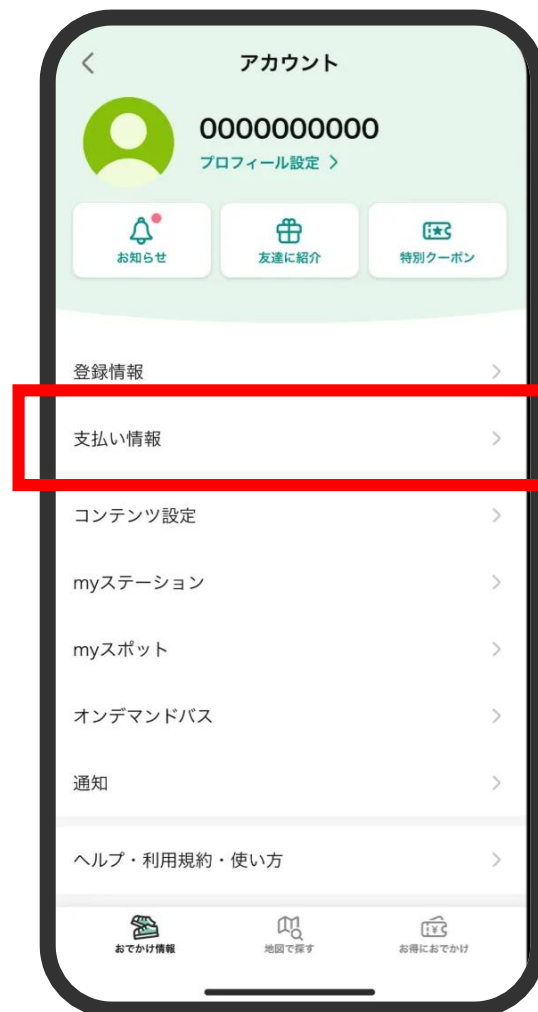 アカウント
0000000000
プロフィール設定
お知らせ
友達に紹介
特別クーポン
登録情報
支払い情報
コンテンツ設定
myステーション
myスポット
オンデマンドバス
通知
ヘルプ・利用規約・使い方
おでかけ情報
地図で探す
お得におでかけ